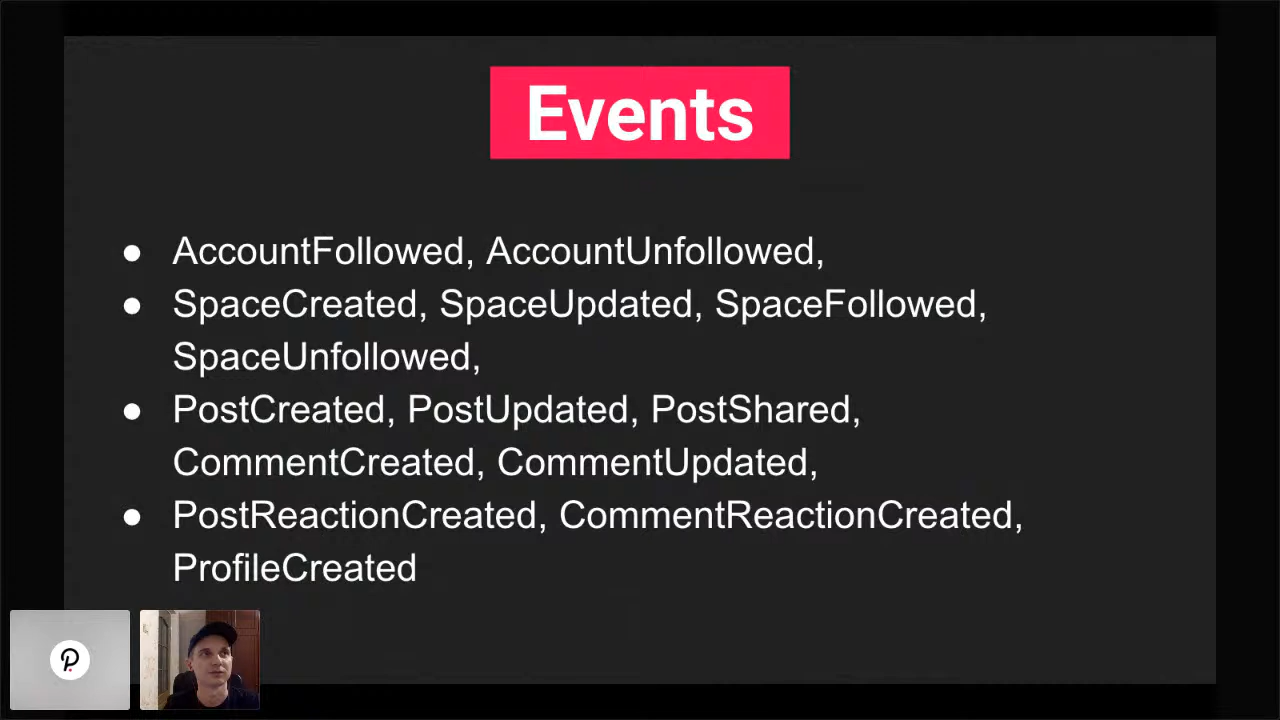 Events
● AccountFollowed, AccountUnfollowed,
● SpaceCreated, SpaceUpdated, SpaceFollowed,
SpaceUnfollowed,
● PostCreated, PostUpdated, PostShared,
CommentCreated, CommentUpdated,
● PostReactionCreated, CommentReactionCreated,
ProfileCreated